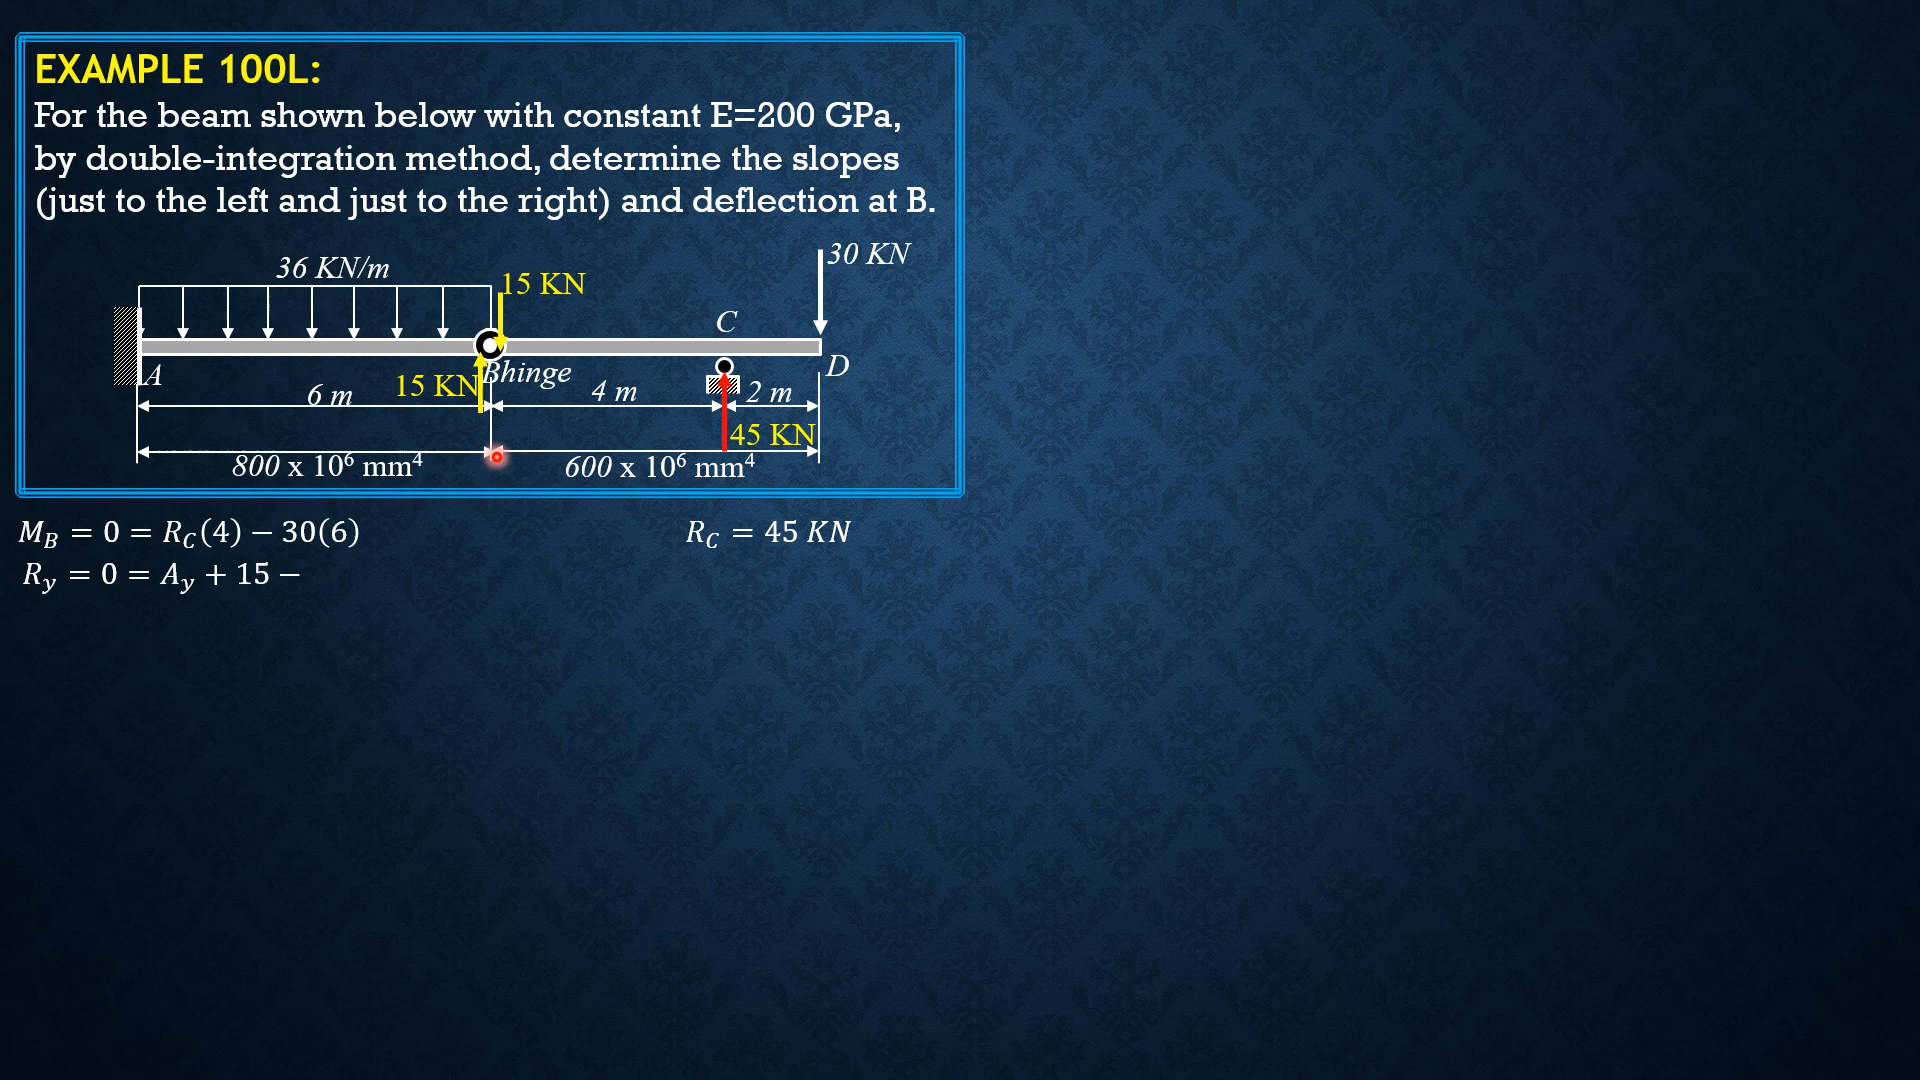 EXAMPLE 100L:
For the beam shown below with constant E=200 GPa,
by double-integration method, determine the slopes
(just to the left and just to the right) and deflection at B.
30 KN
36 KN/m
15 KN
C
A
Bhinge
D
15 KN
6 m
4 m
2 m
45 KN
800 x 10⁶ mm⁴
600 x 10⁶ mm⁴
M_B = 0 = R_C(4) − 30(6)
R_C = 45 KN
R_y = 0 = A_y + 15 −